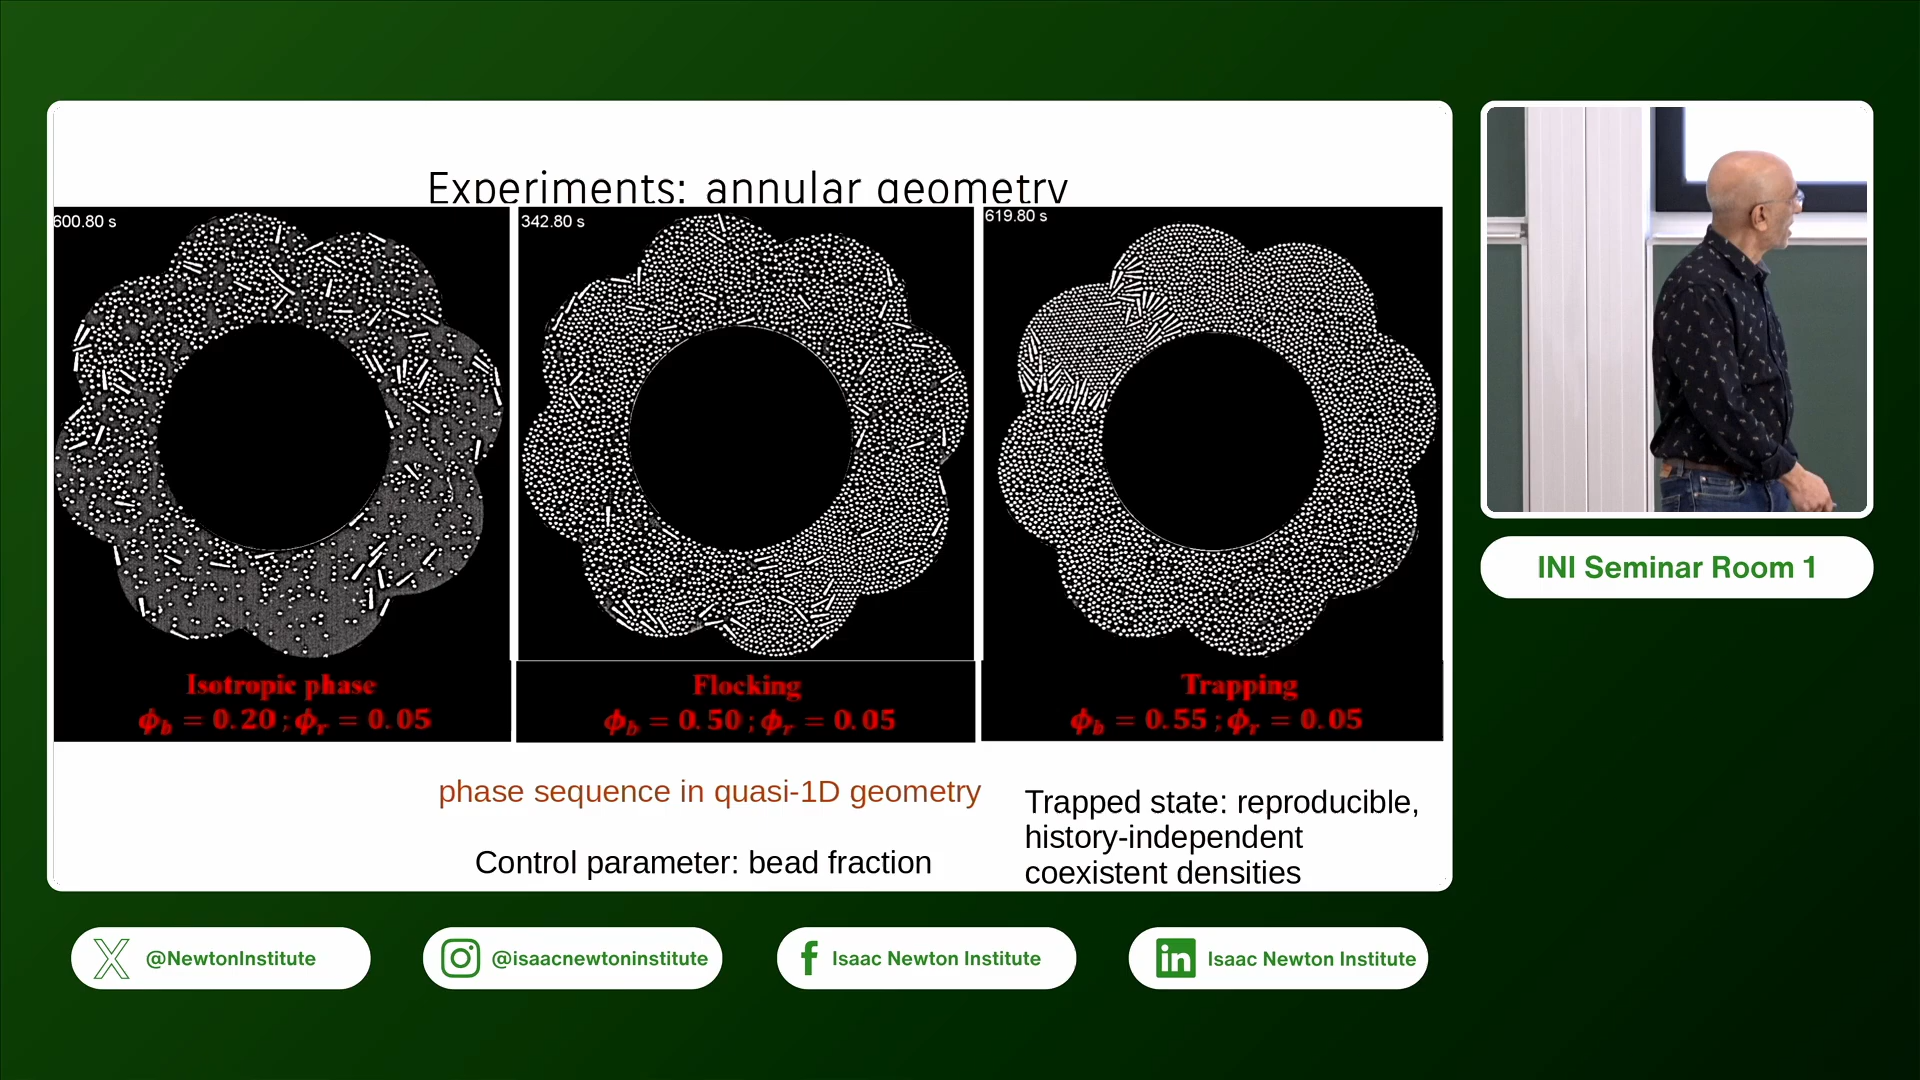 Experiments: annular geometry
600.80 s
342.80 s
619.80 s
Isotropic phase
ϕb = 0.20 ; ϕr = 0.05
Flocking
ϕb = 0.50 ; ϕr = 0.05
Trapping
ϕb = 0.55 ; ϕr = 0.05
phase sequence in quasi-1D geometry
Control parameter: bead fraction
Trapped state: reproducible,
history-independent
coexistent densities
INI Seminar Room 1
@NewtonInstitute
@isaacnewtoninstitute
Isaac Newton Institute
Isaac Newton Institute